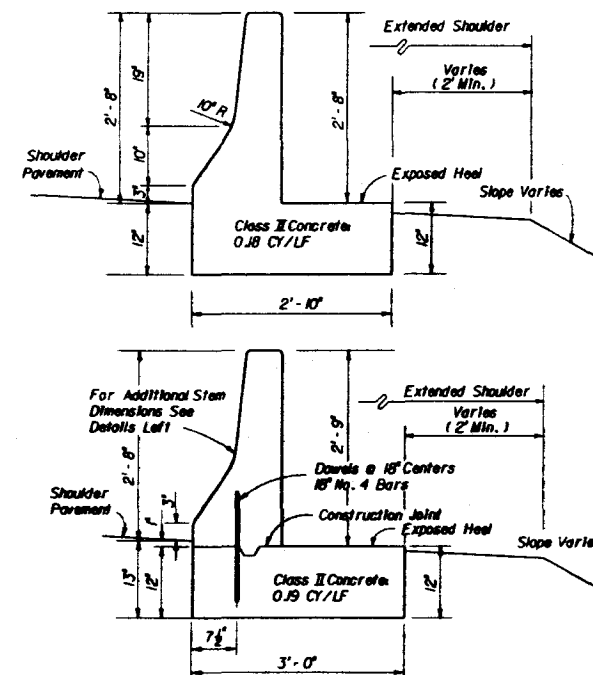 Extended Shoulder
Varies
(2' Min.)
2'-8"
19"
10" R
10"
3"
12"
2'-8"
Shoulder
Pavement
Exposed Heel
Slope Varies
Class II Concrete:
0.18 CY/LF
12"
2'-10"
For Additional Stem
Dimensions See
Details Left
Extended Shoulder
Varies
(2' Min.)
2'-8"
2'-9"
Dowels @ 18" Centers
18" No. 4 Bars
3"
Shoulder
Pavement
1"
Construction Joint
Exposed Heel
Slope Varie
13"
12"
Class II Concrete:
0.19 CY/LF
12"
7½"
3'-0"